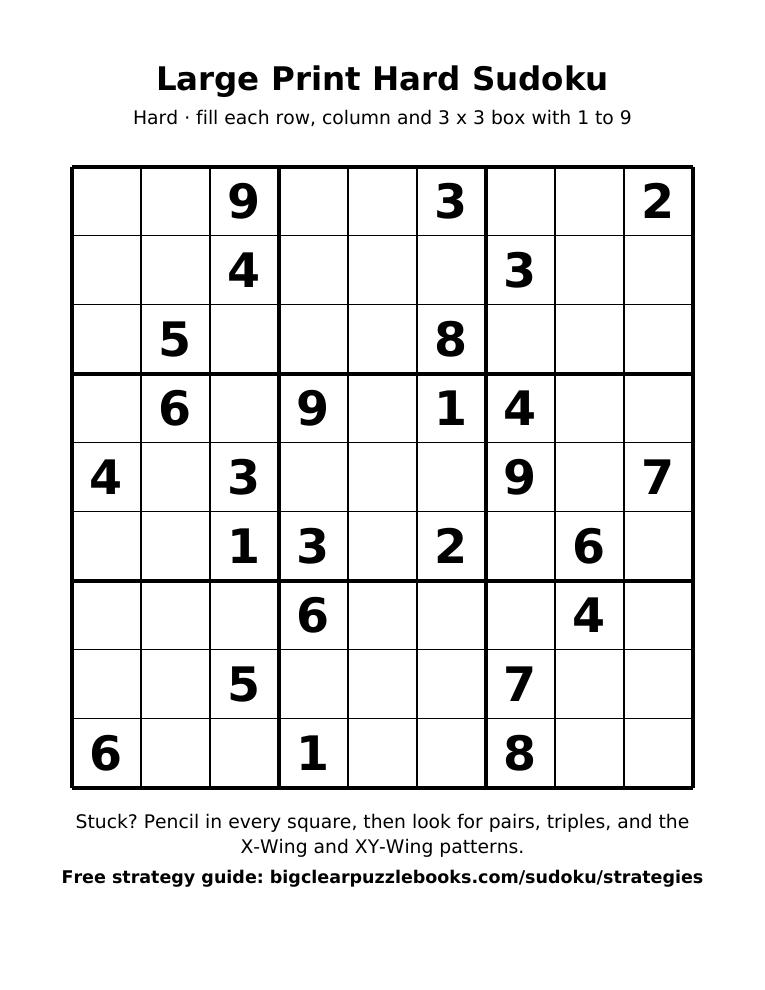 Large Print Hard Sudoku
Hard · fill each row, column and 3 x 3 box with 1 to 9
9 3 2
4 3
5 8
6 9 1 4
4 3 9 7
1 3 2 6
6 4
5 7
6 1 8
Stuck? Pencil in every square, then look for pairs, triples, and the
X-Wing and XY-Wing patterns.
Free strategy guide: bigclearpuzzlebooks.com/sudoku/strategies